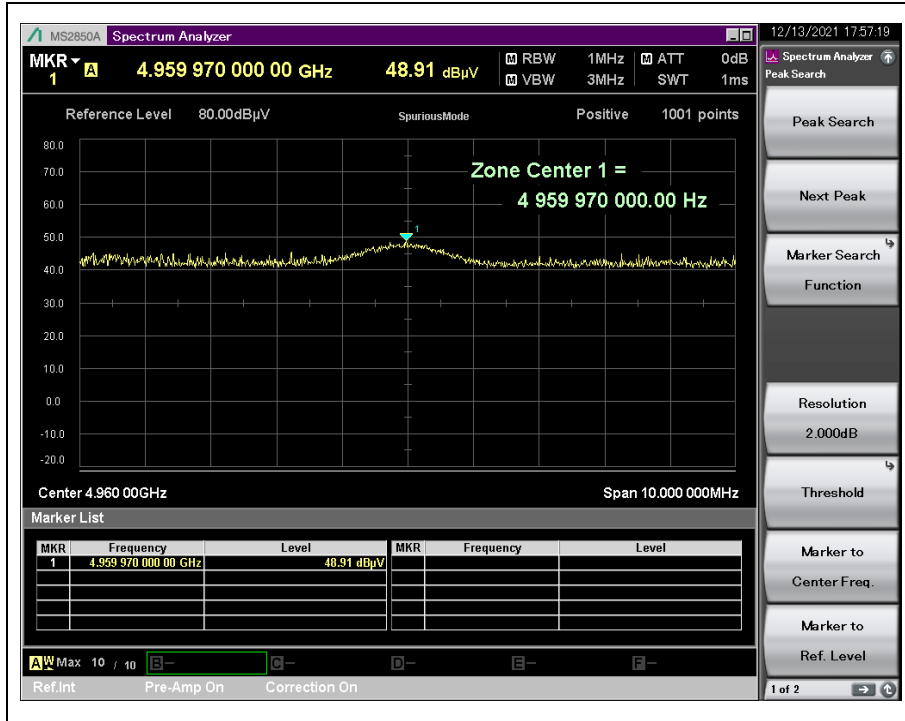 MS2850A Spectrum Analyzer
12/13/2021 17:57:19
MKR 1 A 4.959 970 000 00 GHz 48.91 dBµV
M RBW 1MHz M ATT 0dB
M VBW 3MHz SWT 1ms
Spectrum Analyzer
Peak Search
Reference Level 80.00dBµV SpuriousMode Positive 1001 points
80.0
70.0
60.0
50.0
40.0
30.0
20.0
10.0
0.0
-10.0
-20.0
Zone Center 1 =
4 959 970 000.00 Hz
1
Center 4.960 00GHz Span 10.000 000MHz
Marker List
MKR Frequency Level MKR Frequency Level
1 4.959 970 000 00 GHz 48.91 dBµV
A W Max 10 / 10 B – C – D – E – F –
Ref.Int Pre-Amp On Correction On
Peak Search
Next Peak
Marker Search
Function
Resolution
2.000dB
Threshold
Marker to
Center Freq.
Marker to
Ref. Level
1 of 2